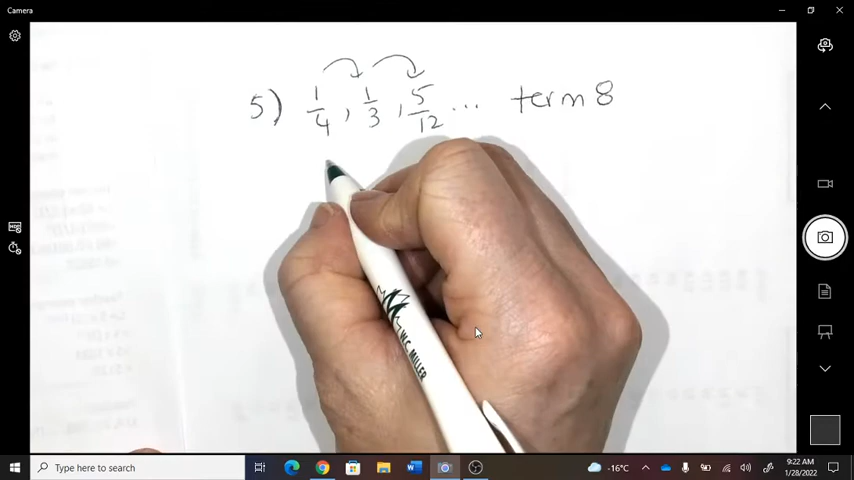 Camera
5) 1/4, 1/3, 5/12 ... term 8
W.C. MILLER
Type here to search
-16°C
9:22 AM
1/28/2022